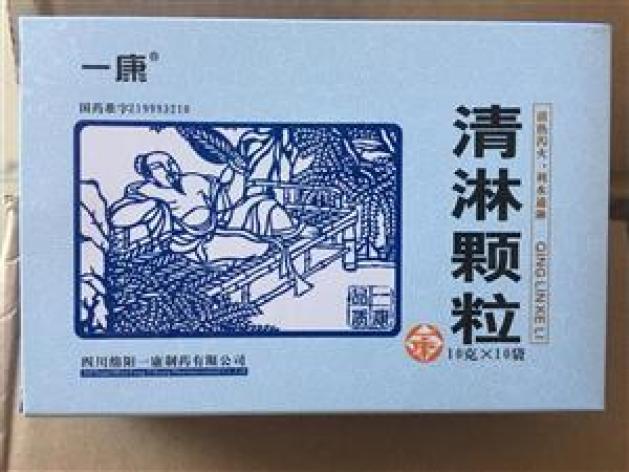 一康®
国药准字Z19993210
清淋颗粒
清热泻火,利水通淋
QING LIN KE LI
一康
品质
10克×10袋
四川绵阳一康制药有限公司